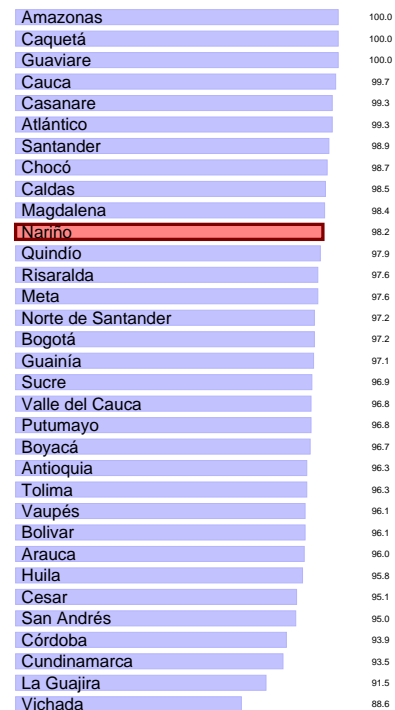 Amazonas 100.0
Caquetá 100.0
Guaviare 100.0
Cauca 99.7
Casanare 99.3
Atlántico 99.3
Santander 98.9
Chocó 98.7
Caldas 98.5
Magdalena 98.4
Nariño 98.2
Quindío 97.9
Risaralda 97.6
Meta 97.6
Norte de Santander 97.2
Bogotá 97.2
Guainía 97.1
Sucre 96.9
Valle del Cauca 96.8
Putumayo 96.8
Boyacá 96.7
Antioquia 96.3
Tolima 96.3
Vaupés 96.1
Bolivar 96.1
Arauca 96.0
Huila 95.8
Cesar 95.1
San Andrés 95.0
Córdoba 93.9
Cundinamarca 93.5
La Guajira 91.5
Vichada 88.6